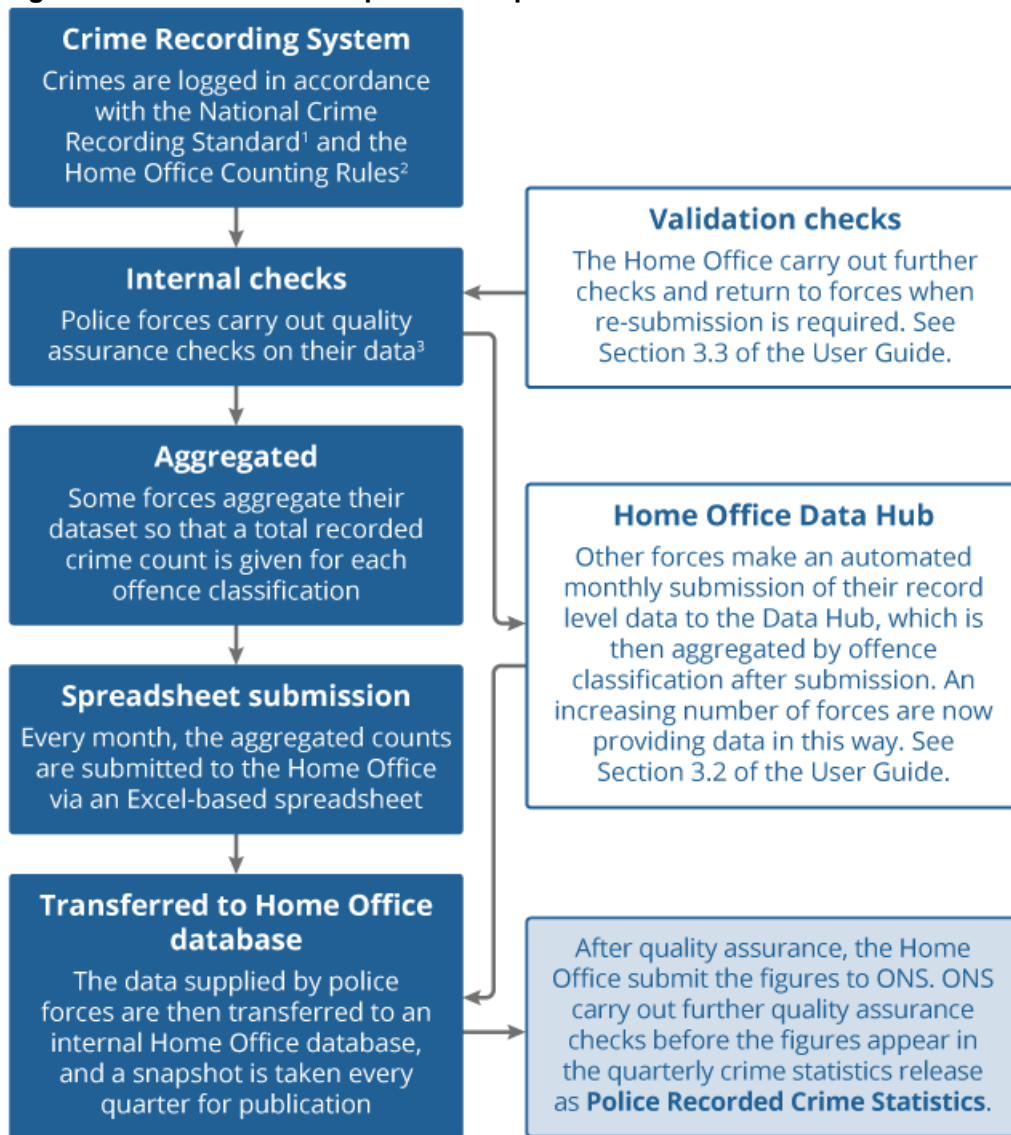 Crime Recording System
Crimes are logged in accordance
with the National Crime
Recording Standard¹ and the
Home Office Counting Rules²
Validation checks
The Home Office carry out further
checks and return to forces when
re-submission is required. See
Section 3.3 of the User Guide.
Internal checks
Police forces carry out quality
assurance checks on their data³
Aggregated
Some forces aggregate their
dataset so that a total recorded
crime count is given for each
offence classification
Home Office Data Hub
Other forces make an automated
monthly submission of their record
level data to the Data Hub, which is
then aggregated by offence
classification after submission. An
increasing number of forces are now
providing data in this way. See
Section 3.2 of the User Guide.
Spreadsheet submission
Every month, the aggregated counts
are submitted to the Home Office
via an Excel-based spreadsheet
Transferred to Home Office
database
The data supplied by police
forces are then transferred to an
internal Home Office database,
and a snapshot is taken every
quarter for publication
After quality assurance, the Home
Office submit the figures to ONS. ONS
carry out further quality assurance
checks before the figures appear in
the quarterly crime statistics release
as Police Recorded Crime Statistics.